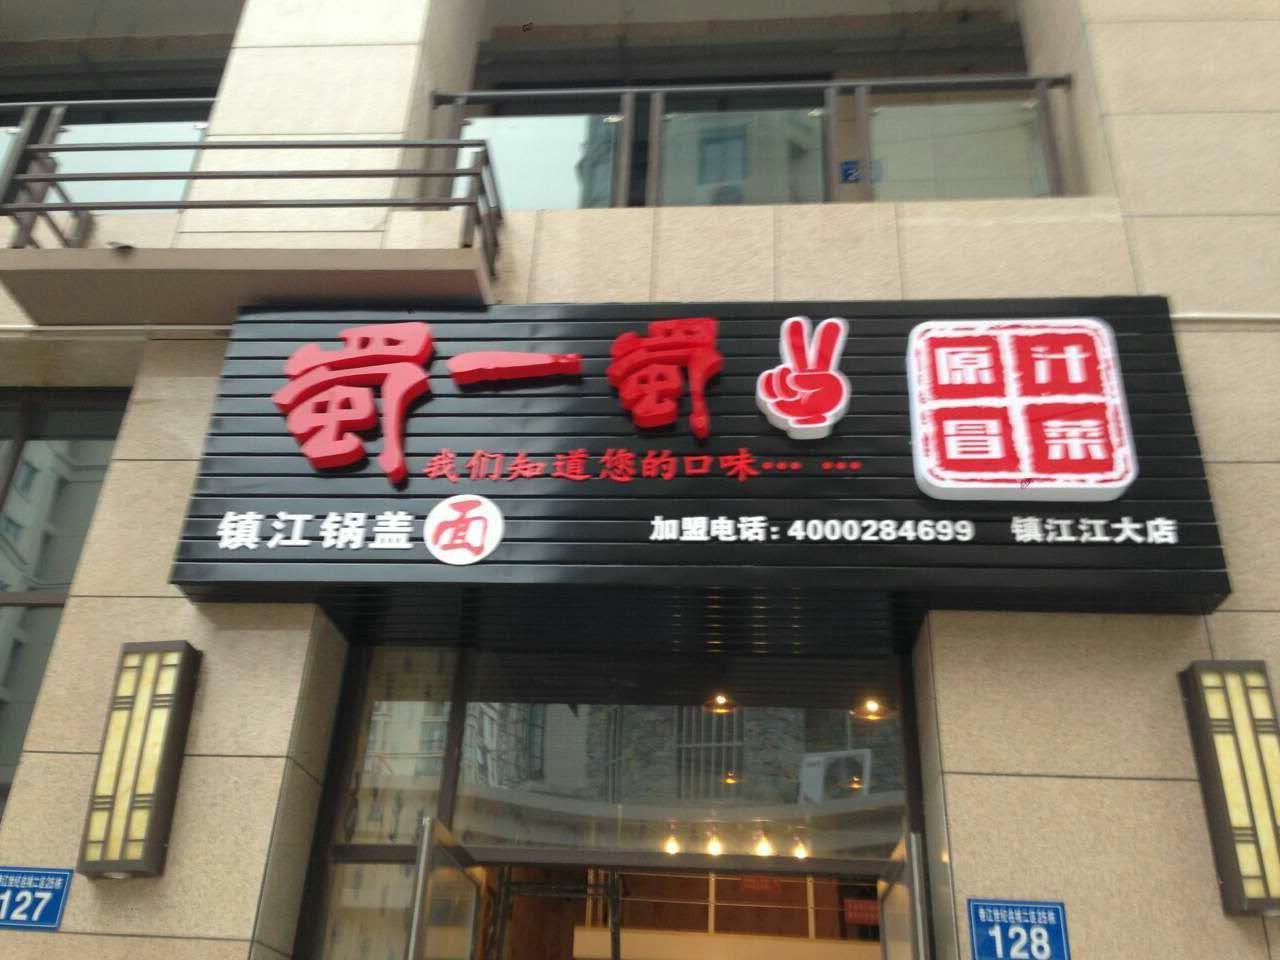 蜀一蜀
原汁
冒菜
我们知道您的口味……  ……
镇江锅盖面
加盟电话:4000284699
镇江江大店
127
128